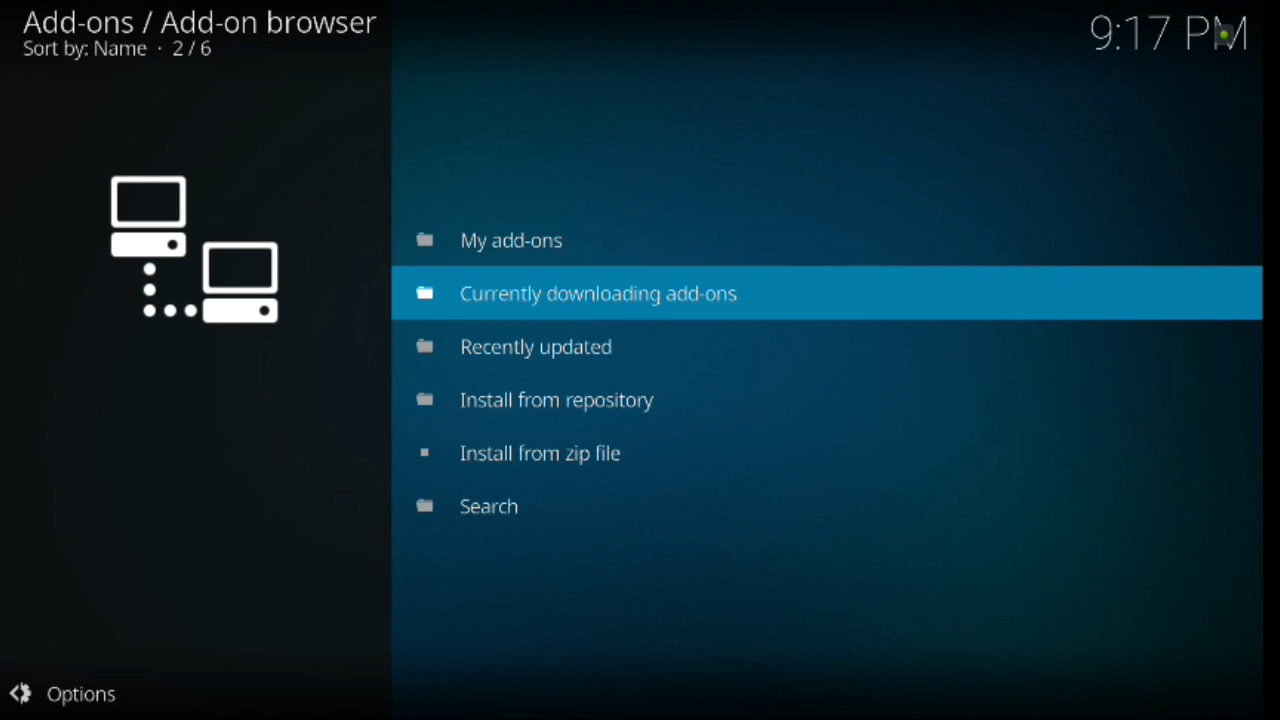 Add-ons / Add-on browser
Sort by: Name · 2 / 6
9:17 PM
My add-ons
Currently downloading add-ons
Recently updated
Install from repository
Install from zip file
Search
Options